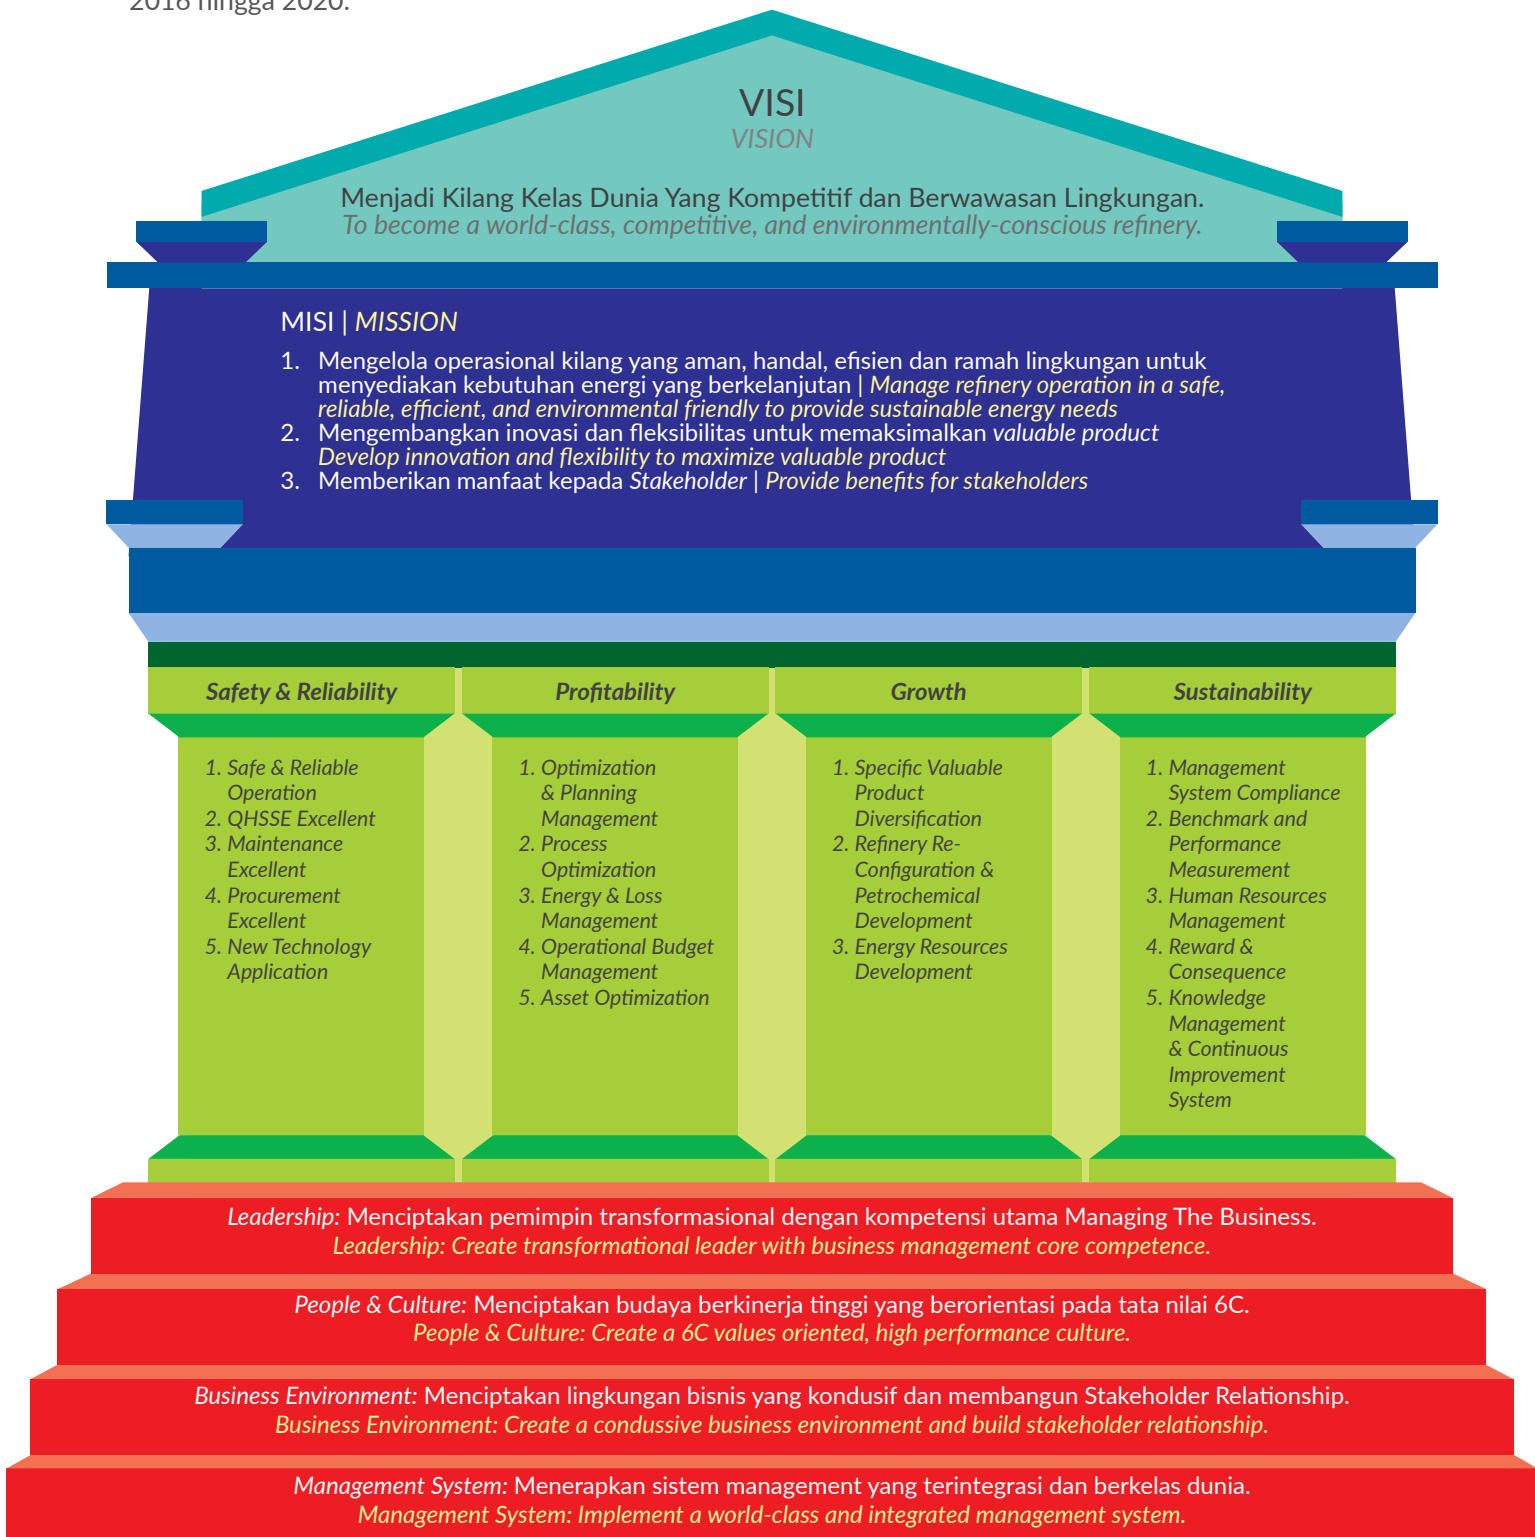 2016 hingga 2020.
VISI
VISION
Menjadi Kilang Kelas Dunia Yang Kompetitif dan Berwawasan Lingkungan.
To become a world-class, competitive, and environmentally-conscious refinery.
MISI | MISSION
1. Mengelola operasional kilang yang aman, handal, efisien dan ramah lingkungan untuk
menyediakan kebutuhan energi yang berkelanjutan | Manage refinery operation in a safe,
reliable, efficient, and environmental friendly to provide sustainable energy needs
2. Mengembangkan inovasi dan fleksibilitas untuk memaksimalkan valuable product
Develop innovation and flexibility to maximize valuable product
3. Memberikan manfaat kepada Stakeholder | Provide benefits for stakeholders
Safety & Reliability
1. Safe & Reliable
Operation
2. QHSSE Excellent
3. Maintenance
Excellent
4. Procurement
Excellent
5. New Technology
Application
Profitability
1. Optimization
& Planning
Management
2. Process
Optimization
3. Energy & Loss
Management
4. Operational Budget
Management
5. Asset Optimization
Growth
1. Specific Valuable
Product
Diversification
2. Refinery Re-
Configuration &
Petrochemical
Development
3. Energy Resources
Development
Sustainability
1. Management
System Compliance
2. Benchmark and
Performance
Measurement
3. Human Resources
Management
4. Reward &
Consequence
5. Knowledge
Management
& Continuous
Improvement
System
Leadership: Menciptakan pemimpin transformasional dengan kompetensi utama Managing The Business.
Leadership: Create transformational leader with business management core competence.
People & Culture: Menciptakan budaya berkinerja tinggi yang berorientasi pada tata nilai 6C.
People & Culture: Create a 6C values oriented, high performance culture.
Business Environment: Menciptakan lingkungan bisnis yang kondusif dan membangun Stakeholder Relationship.
Business Environment: Create a condussive business environment and build stakeholder relationship.
Management System: Menerapkan sistem management yang terintegrasi dan berkelas dunia.
Management System: Implement a world-class and integrated management system.